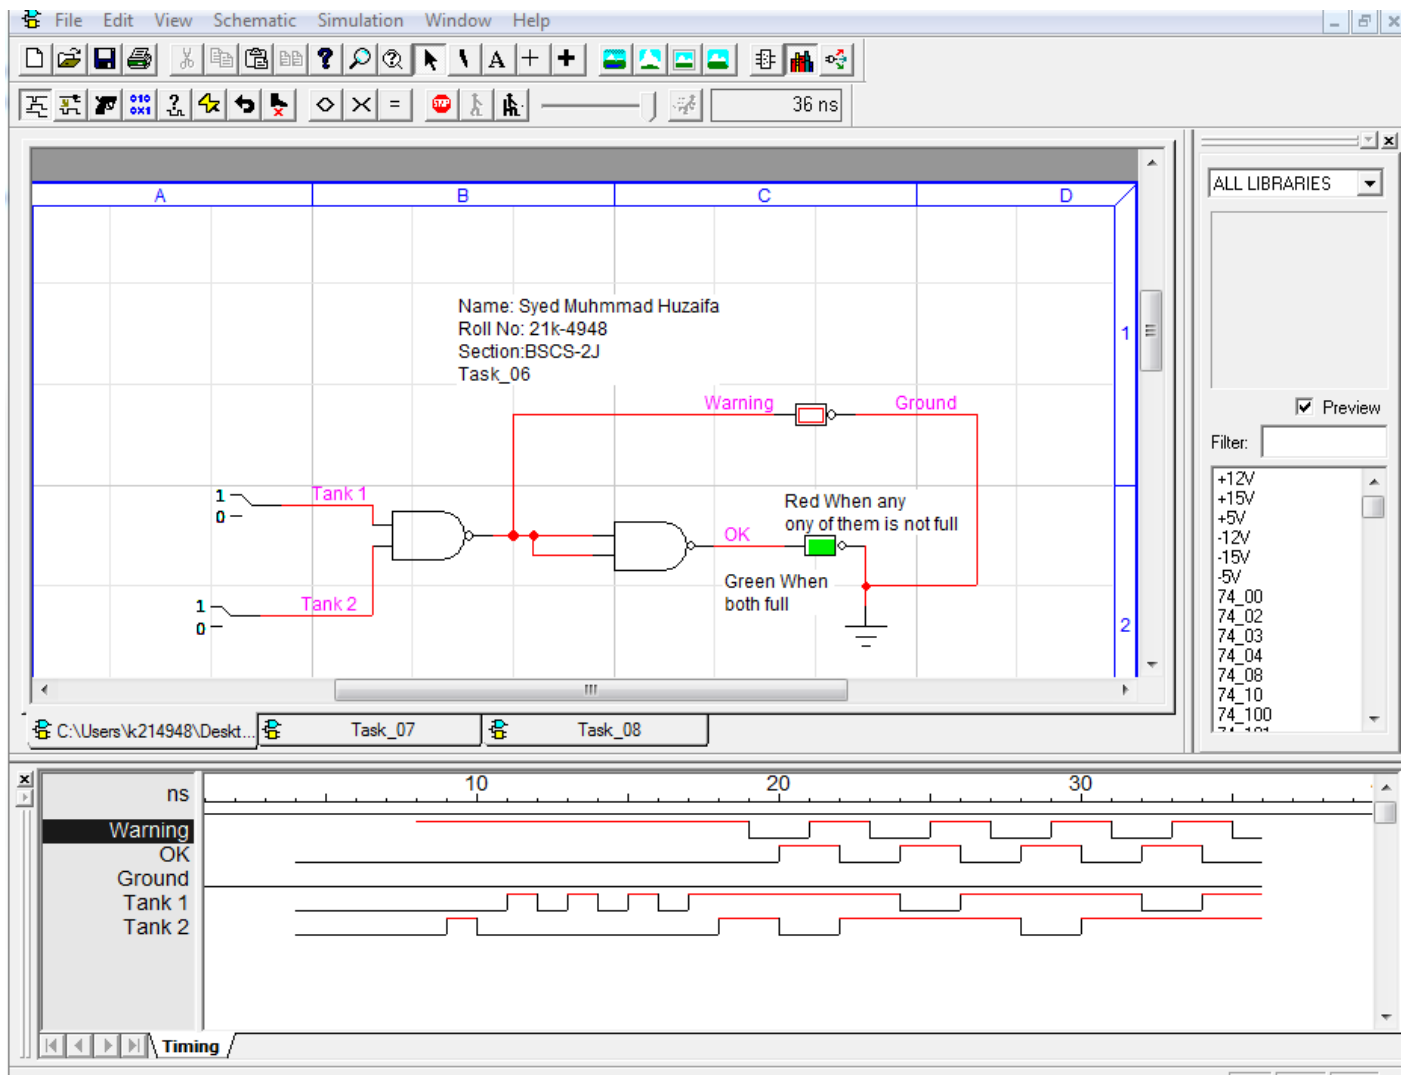 File Edit View Schematic Simulation Window Help
010
0X1
STOP
36 ns
ALL LIBRARIES
Preview
Filter:
+12V
+15V
+5V
-12V
-15V
-5V
74_00
74_02
74_03
74_04
74_08
74_10
74_100
74_101
A B C D
1
2
Name: Syed Muhmmad Huzaifa
Roll No: 21k-4948
Section:BSCS-2J
Task_06
Warning Ground
1 Tank 1
0
Red When any
ony of them is not full
OK
Green When
both full
1 Tank 2
0
C:\Users\k214948\Deskt... Task_07 Task_08
ns 10 20 30
Warning
OK
Ground
Tank 1
Tank 2
Timing